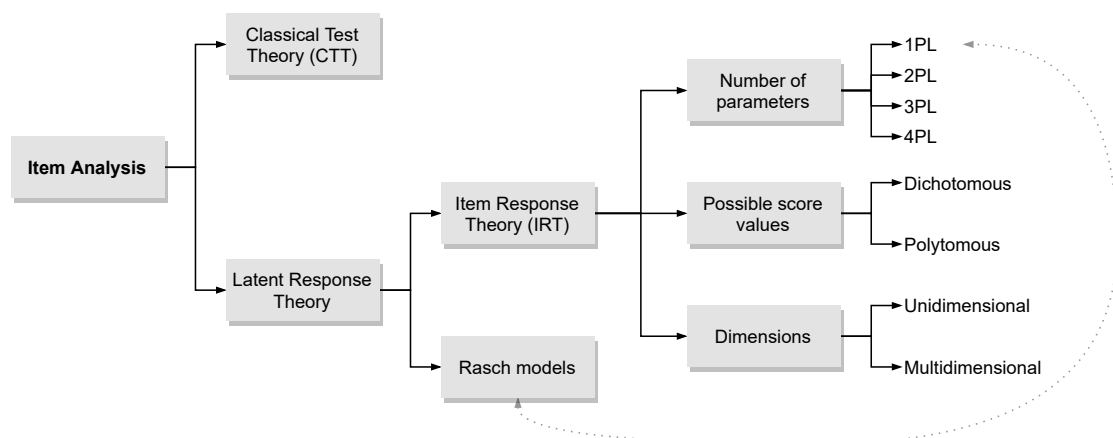 Item Analysis
Classical Test
Theory (CTT)
Latent Response
Theory
Item Response
Theory (IRT)
Rasch models
Number of
parameters
1PL
2PL
3PL
4PL
Possible score
values
Dichotomous
Polytomous
Dimensions
Unidimensional
Multidimensional